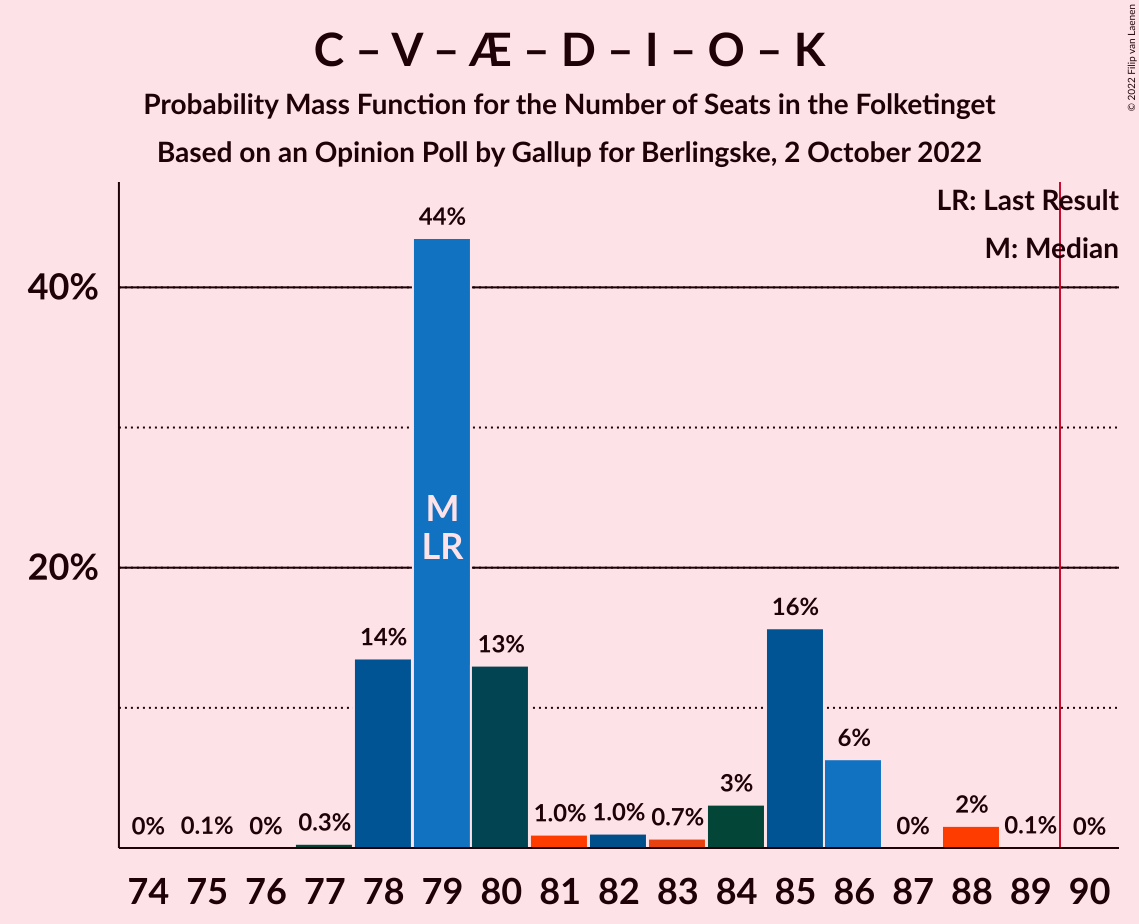 C – V – Æ – D – I – O – K
Probability Mass Function for the Number of Seats in the Folketinget
Based on an Opinion Poll by Gallup for Berlingske, 2 October 2022
© 2022 Filip van Laenen
LR: Last Result
M: Median
40%
20%
0% 0.1% 0% 0.3% 14% 44% 13% 1.0% 1.0% 0.7% 3% 16% 6% 0% 2% 0.1% 0%
M
LR
74 75 76 77 78 79 80 81 82 83 84 85 86 87 88 89 90